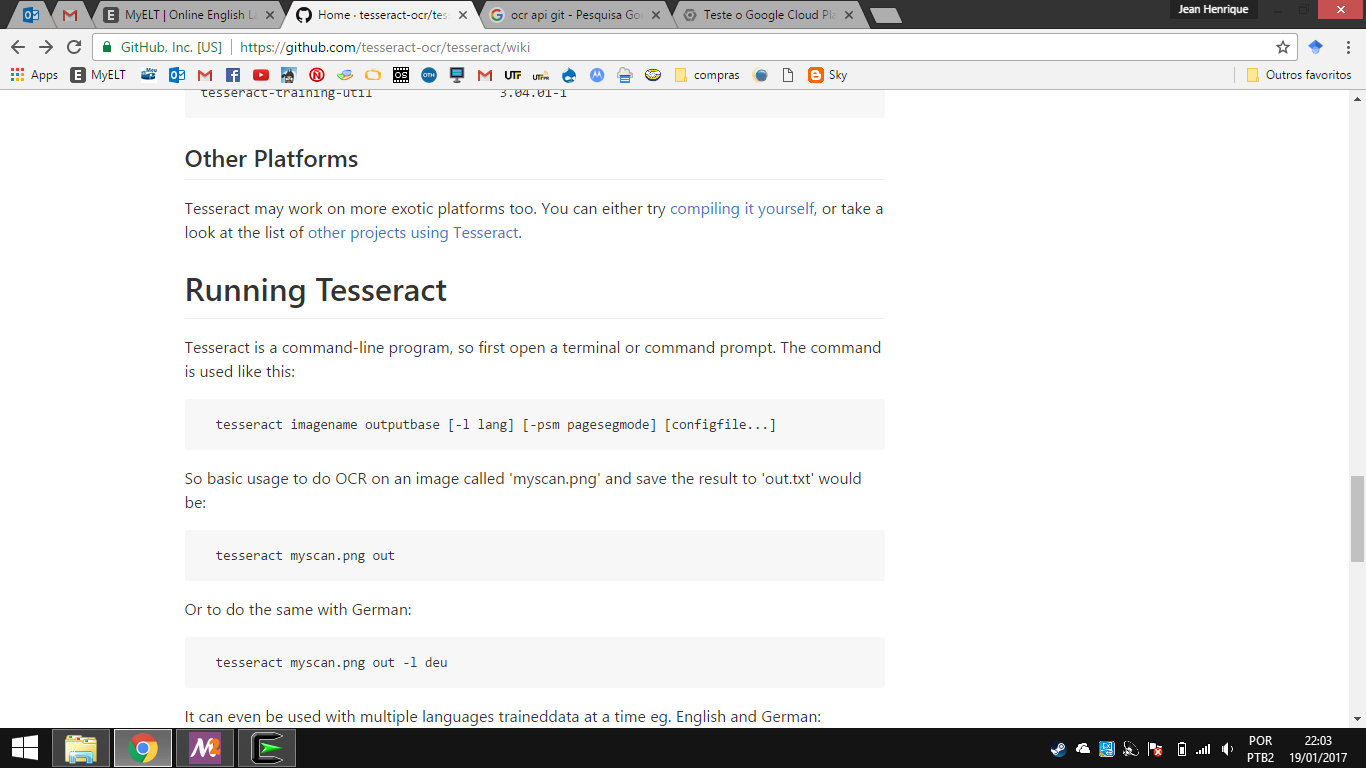 Jean Henrique
MyELT | Online English La
Home · tesseract-ocr/tes
ocr api git - Pesquisa Go
Teste o Google Cloud Pla
GitHub, Inc. [US] https://github.com/tesseract-ocr/tesseract/wiki
Apps MyELT OS OTH UTF UTFPR compras Sky Outros favoritos
tesseract-training-util 3.04.01-1
Other Platforms
Tesseract may work on more exotic platforms too. You can either try compiling it yourself, or take a
look at the list of other projects using Tesseract.
Running Tesseract
Tesseract is a command-line program, so first open a terminal or command prompt. The command
is used like this:
tesseract imagename outputbase [-l lang] [-psm pagesegmode] [configfile...]
So basic usage to do OCR on an image called 'myscan.png' and save the result to 'out.txt' would
be:
tesseract myscan.png out
Or to do the same with German:
tesseract myscan.png out -l deu
It can even be used with multiple languages traineddata at a time eg. English and German:
POR 22:03
PTB2 19/01/2017